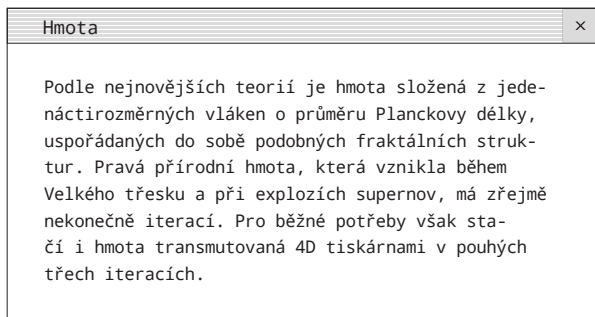 Hmota ×
Podle nejnovějších teorií je hmota složená z jede-
náctirozměrných vláken o průměru Planckovy délky,
uspořádaných do sobě podobných fraktálních struk-
tur. Pravá přírodní hmota, která vznikla během
Velkého třesku a při explozích supernov, má zřejmě
nekonečně iterací. Pro běžné potřeby však sta-
čí i hmota transmutovaná 4D tiskárnami v pouhých
třech iteracích.